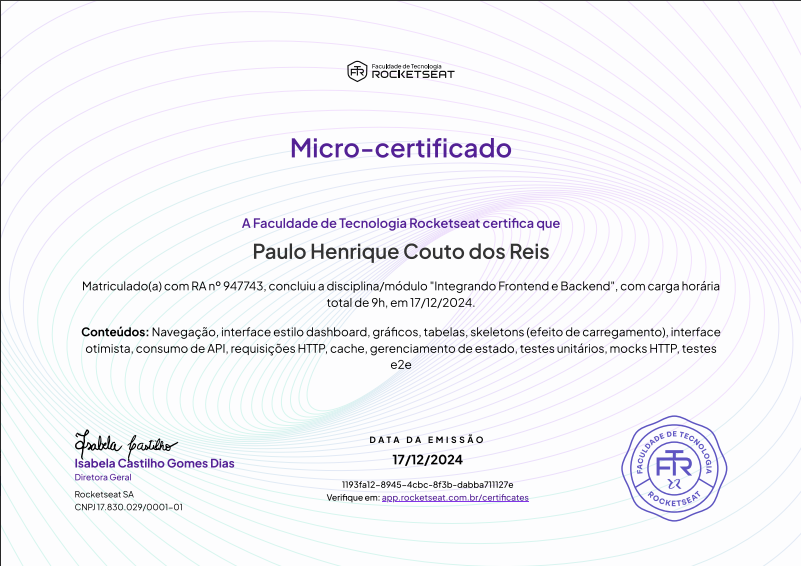 Faculdade de Tecnologia
ROCKETSEAT
Micro-certificado
A Faculdade de Tecnologia Rocketseat certifica que
Paulo Henrique Couto dos Reis
Matriculado(a) com RA nº 947743, concluiu a disciplina/módulo "Integrando Frontend e Backend", com carga horária
total de 9h, em 17/12/2024.
Conteúdos: Navegação, interface estilo dashboard, gráficos, tabelas, skeletons (efeito de carregamento), interface
otimista, consumo de API, requisições HTTP, cache, gerenciamento de estado, testes unitários, mocks HTTP, testes
e2e
Isabela Castilho
Isabela Castilho Gomes Dias
Diretora Geral
Rocketseat SA
CNPJ 17.830.029/0001-01
DATA DA EMISSÃO
17/12/2024
1193fa12-8945-4cbc-8f3b-dabba711127e
Verifique em: app.rocketseat.com.br/certificates
FACULDADE DE TECNOLOGIA
FTR
ROCKETSEAT